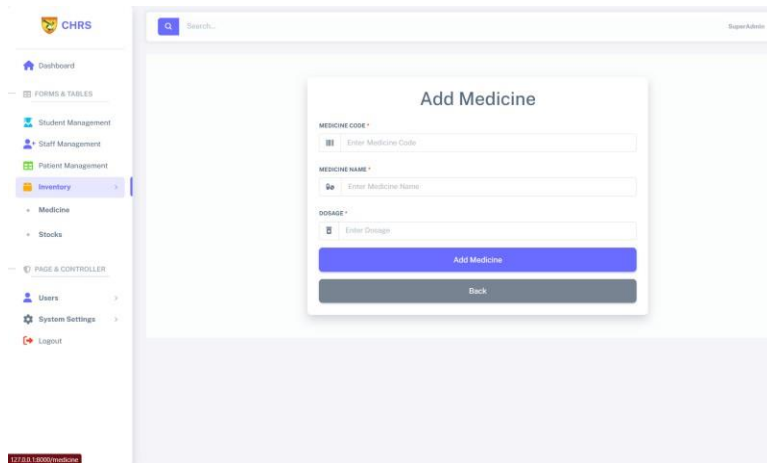 CHRS
Search...
SuperAdmin
Dashboard
FORMS & TABLES
Student Management
Staff Management
Patient Management
Inventory
Medicine
Stocks
PAGE & CONTROLLER
Users
System Settings
Logout
Add Medicine
MEDICINE CODE *
Enter Medicine Code
MEDICINE NAME *
Enter Medicine Name
DOSAGE *
Enter Dosage
Add Medicine
Back
127.0.0.1:8000/medicine